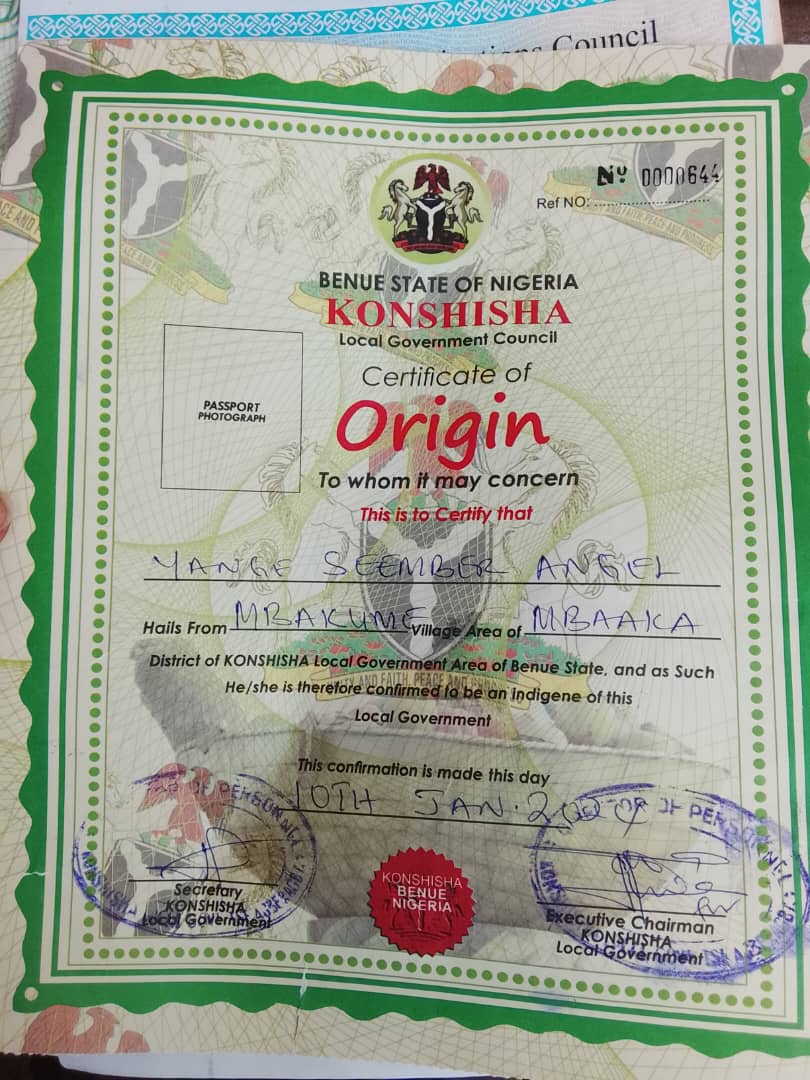 Council
Nº 0000644
Ref NO:
BENUE STATE OF NIGERIA
KONSHISHA
Local Government Council
Certificate of
Origin
PASSPORT
PHOTOGRAPH
To whom it may concern
This is to Certify that
YANGE SEEMBER ANGEL
Hails From MBAKUME Village Area of MBAAKA
District of KONSHISHA Local Government Area of Benue State, and as Such
He/she is therefore confirmed to be an indigene of this
Local Government
This confirmation is made this day
10TH JAN.
OF PERSONNEL
OF PERSONNEL
Secretary
KONSHISHA
Local Government
KONSHISHA
BENUE
NIGERIA
Executive Chairman
KONSHISHA
Local Government